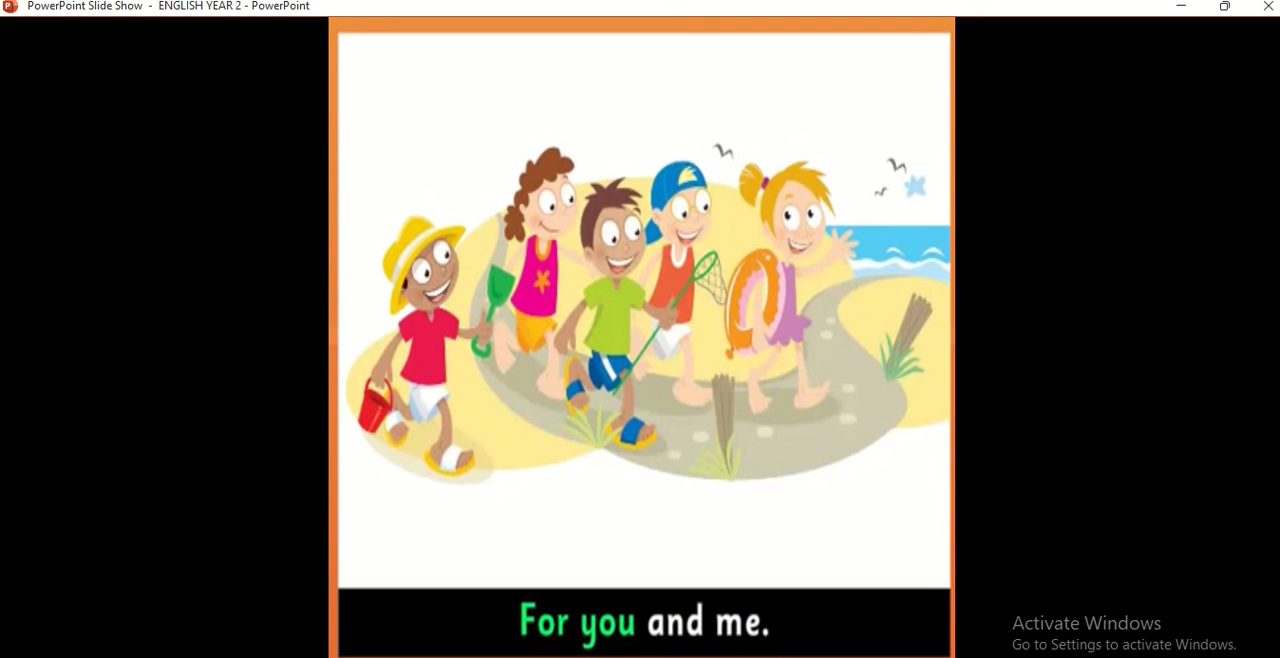 PowerPoint Slide Show - ENGLISH YEAR 2 - PowerPoint
For you and me.
Activate Windows
Go to Settings to activate Windows.